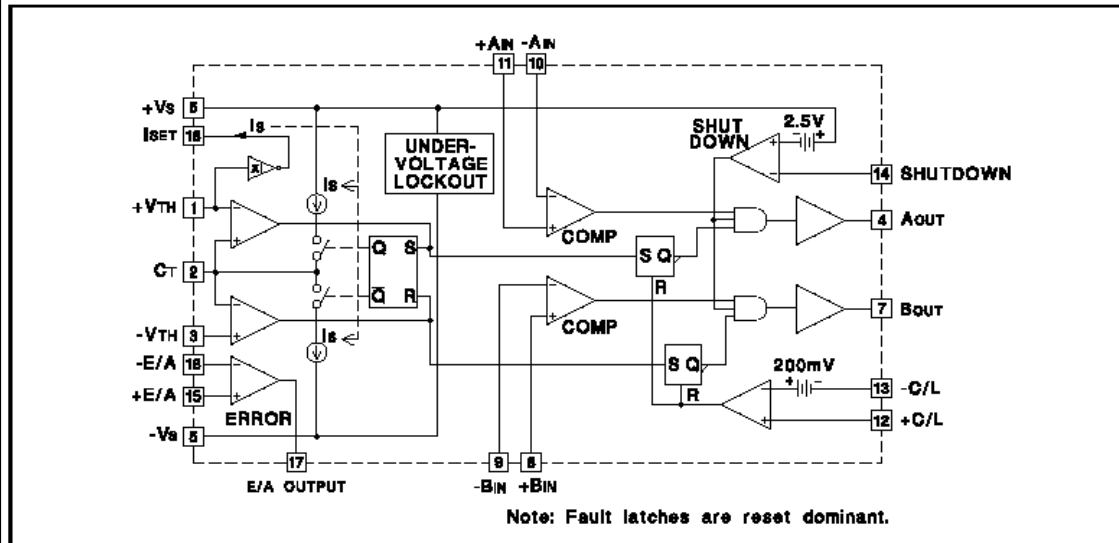 +AIN -AIN
11 10
+VS 6
ISET 18
IS
X1
UNDER-
VOLTAGE
LOCKOUT
2.5V
- +
SHUT
DOWN
14 SHUTDOWN
+VTH 1
IS
COMP
4 AOUT
Q S
CT 2
S Q
R
Q R
COMP
7 BOUT
-VTH 3
IS
-E/A 16
+E/A 15
ERROR
S Q
R
200mV
+ -
13 -C/L
12 +C/L
-VS 5
17
E/A OUTPUT
9 8
-BIN +BIN
Note: Fault latches are reset dominant.